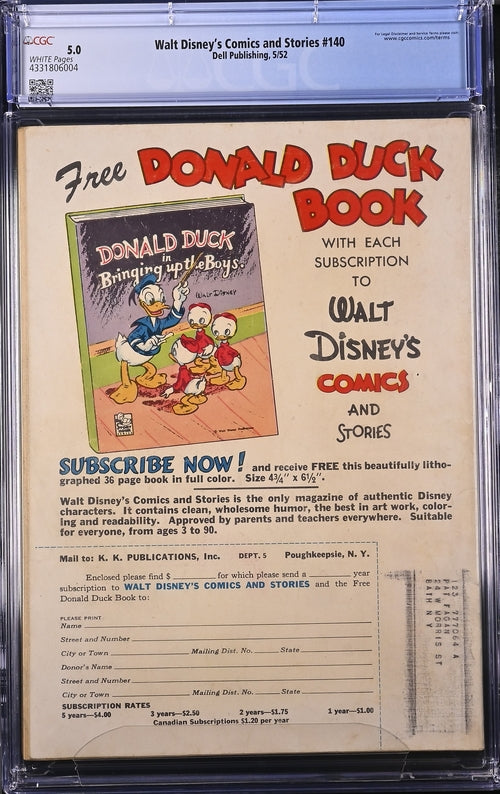 CGC
5.0
WHITE Pages
4331806004
Walt Disney's Comics and Stories #140
Dell Publishing, 5/52
For Legal Disclaimer and Service Terms please visit
www.cgccomics.com/terms
Free DONALD DUCK
BOOK
DONALD DUCK
in
Bringing up the Boys.
WALT DISNEY
WITH EACH
SUBSCRIPTION
TO
WALT
DISNEY'S
COMICS
AND
STORIES
SUBSCRIBE NOW! and receive FREE this beautifully litho-
graphed 36 page book in full color. Size 4¾" x 6½".
Walt Disney's Comics and Stories is the only magazine of authentic Disney
characters. It contains clean, wholesome humor, the best in art work, color-
ing and readability. Approved by parents and teachers everywhere. Suitable
for everyone, from ages 3 to 90.
Mail to: K. K. PUBLICATIONS, Inc. DEPT. 5 Poughkeepsie, N. Y.
Enclosed please find $ for which please send a year
subscription to WALT DISNEY'S COMICS AND STORIES and the Free
Donald Duck Book to:
PLEASE PRINT
Name
Street and Number
City or Town Mailing Dist. No. State
Donor's Name
Street and Number
City or Town Mailing Dist. No. State
SUBSCRIPTION RATES
5 years—$4.00 3 years—$2.50 2 years—$1.75 1 year—$1.00
Canadian Subscriptions $1.20 per year
PAT FAGAN
W MORRIS ST
BATH N Y